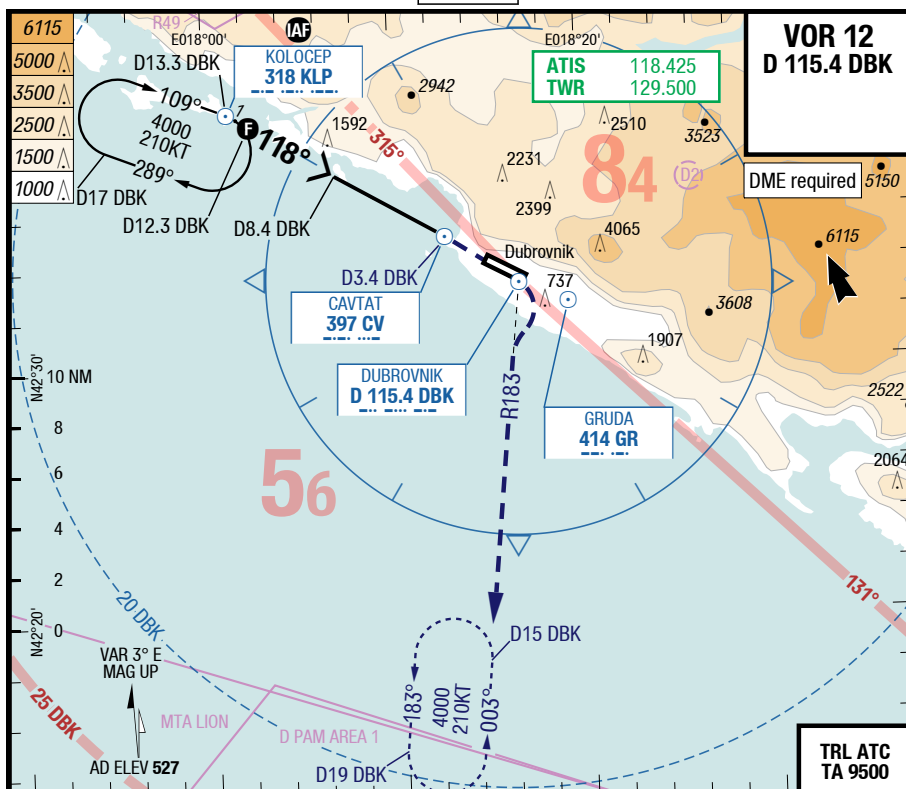 6115
5000
3500
2500
1500
1000
R49
IAF
E018°00'
E018°20'
VOR 12
D 115.4 DBK
D13.3 DBK
KOLOCEP
318 KLP
ATIS 118.425
TWR 129.500
2942
1592
2510
3523
109°
4000
210KT
289°
1
F
118°
315°
2231
2399
84
D2
DME required
5150
D17 DBK
D12.3 DBK
D8.4 DBK
4065
6115
Dubrovnik
D3.4 DBK
737
CAVTAT
397 CV
3608
1907
DUBROVNIK
D 115.4 DBK
R183
GRUDA
414 GR
2522
2064
N42°30'
10 NM
8
6
4
2
0
N42°20'
56
131°
20 DBK
25 DBK
VAR 3° E
MAG UP
MTA LION
D PAM AREA 1
AD ELEV 527
D15 DBK
183°
4000
210KT
003°
D19 DBK
TRL ATC
TA 9500